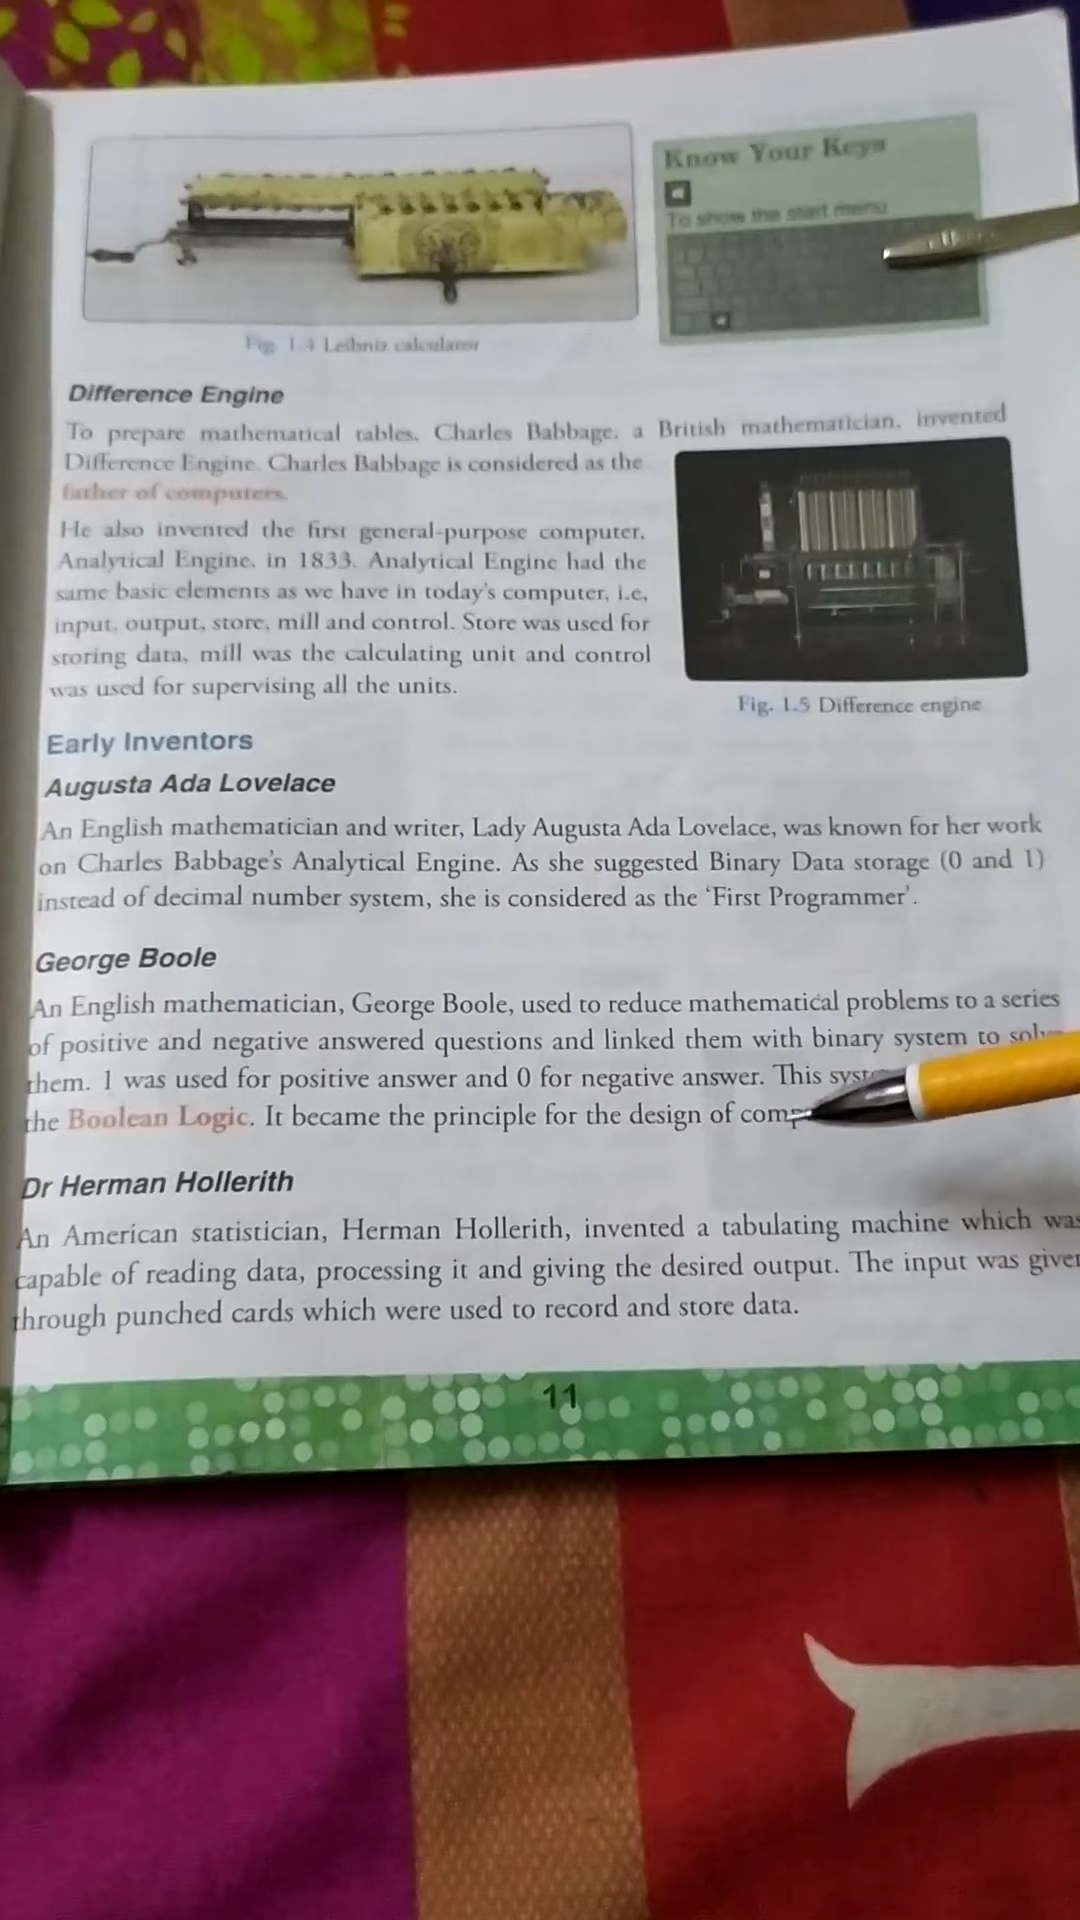 Know Your Keys
To show the start menu
Fig. 1.4 Leibniz calculator
Difference Engine
To prepare mathematical tables, Charles Babbage, a British mathematician, invented
Difference Engine. Charles Babbage is considered as the
father of computers.
He also invented the first general-purpose computer,
Analytical Engine, in 1833. Analytical Engine had the
same basic elements as we have in today's computer, i.e,
input, output, store, mill and control. Store was used for
storing data, mill was the calculating unit and control
was used for supervising all the units.
Fig. 1.5 Difference engine
Early Inventors
Augusta Ada Lovelace
An English mathematician and writer, Lady Augusta Ada Lovelace, was known for her work
on Charles Babbage's Analytical Engine. As she suggested Binary Data storage (0 and 1)
instead of decimal number system, she is considered as the 'First Programmer'.
George Boole
An English mathematician, George Boole, used to reduce mathematical problems to a series
of positive and negative answered questions and linked them with binary system to
them. 1 was used for positive answer and 0 for negative answer. This
the Boolean Logic. It became the principle for the design of
Dr Herman Hollerith
An American statistician, Herman Hollerith, invented a tabulating machine which was
capable of reading data, processing it and giving the desired output. The input was given
through punched cards which were used to record and store data.
11